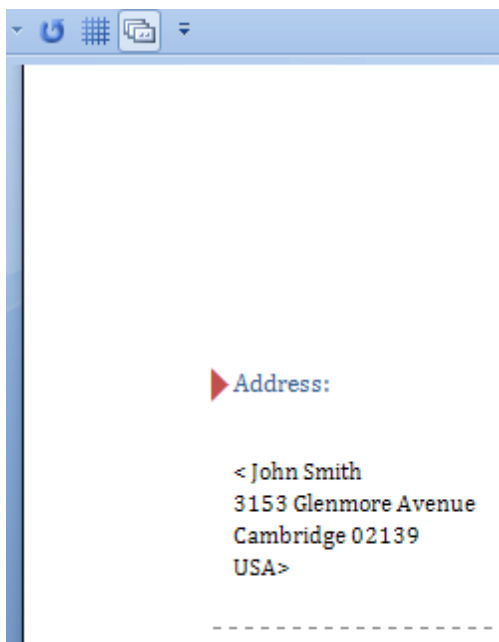 Address:
< John Smith
3153 Glenmore Avenue
Cambridge 02139
USA>